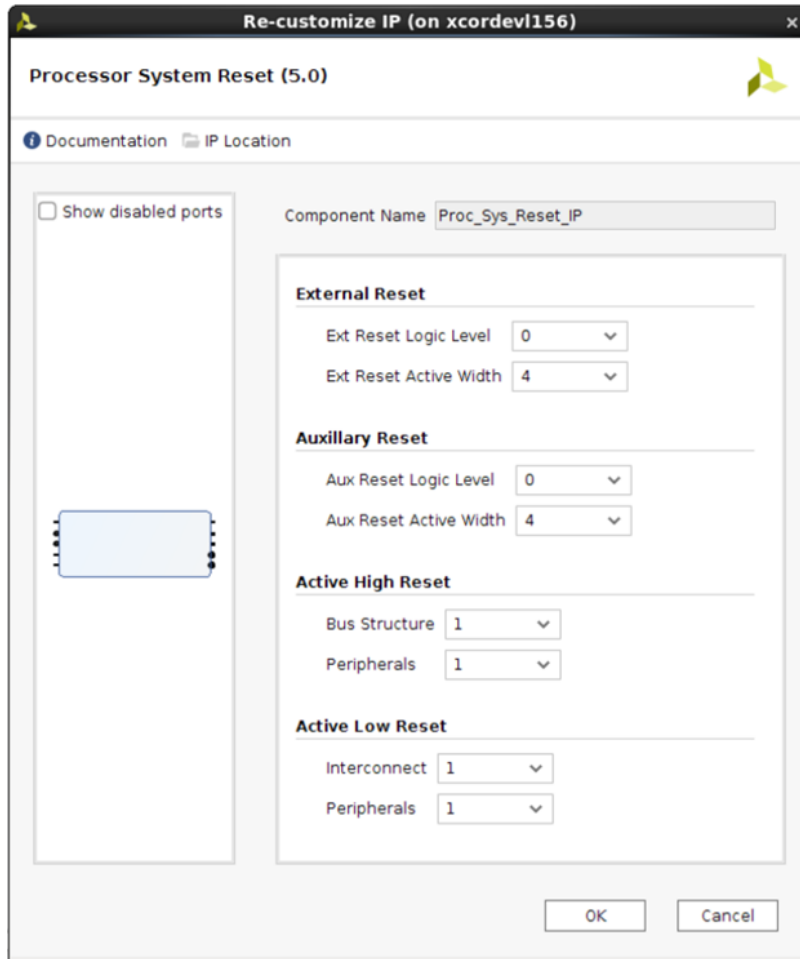 Re-customize IP (on xcordevl156)
Processor System Reset (5.0)
Documentation IP Location
Show disabled ports
Component Name Proc_Sys_Reset_IP
External Reset
Ext Reset Logic Level 0
Ext Reset Active Width 4
Auxillary Reset
Aux Reset Logic Level 0
Aux Reset Active Width 4
Active High Reset
Bus Structure 1
Peripherals 1
Active Low Reset
Interconnect 1
Peripherals 1
OK Cancel